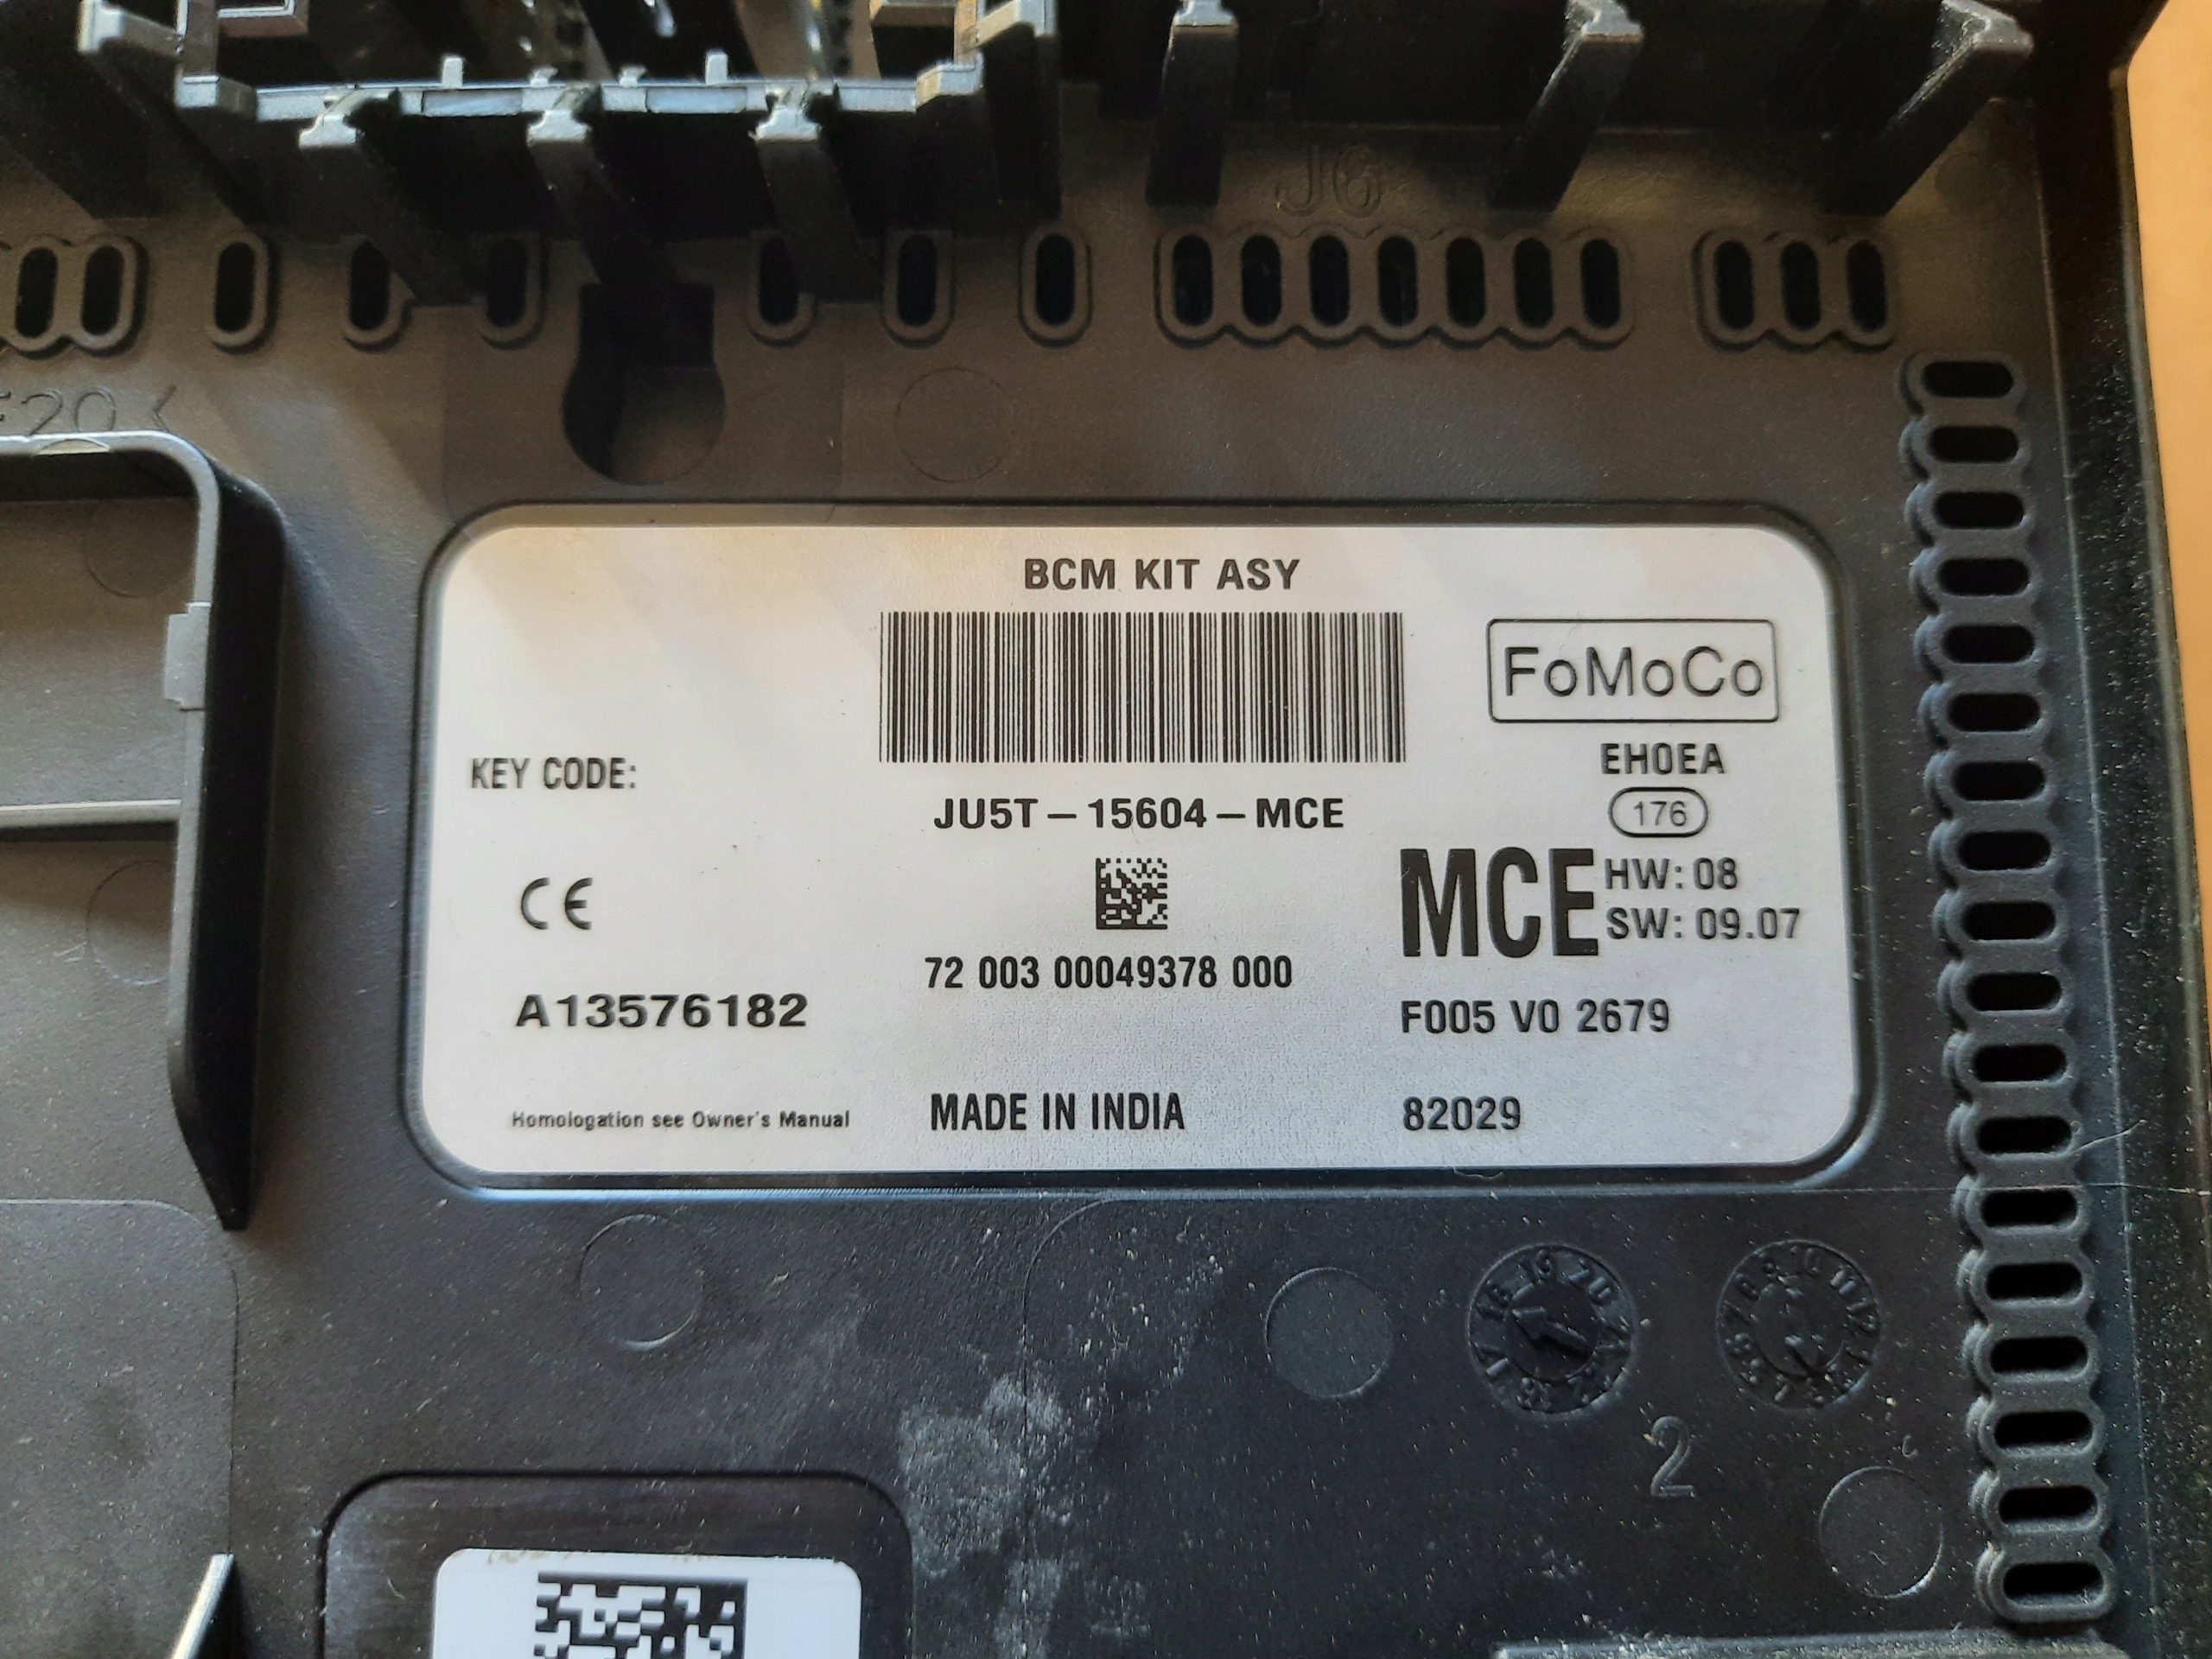 J6
BCM KIT ASY
FoMoCo
KEY CODE:
EH0EA
176
JU5T – 15604 – MCE
MCE
HW: 08
SW: 09.07
CE
72 003 00049378 000
A13576182
F005 V0 2679
Homologation see Owner's Manual
MADE IN INDIA
82029
2